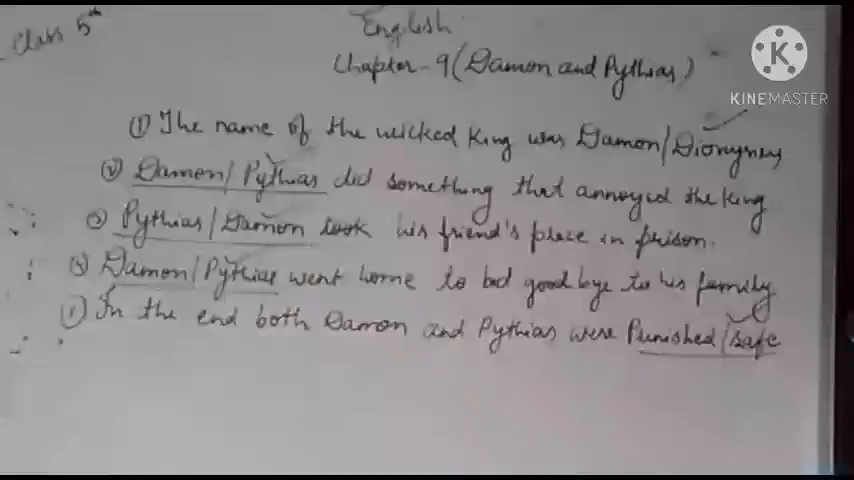 Class 5th
English
Chapter-9 (Damon and Pythias)
K
KINEMASTER
① The name of the wicked King was Damon/Dionysius
② Damon/Pythias did something that annoyed the King
③ Pythias/Damon took his friend's place in prison.
④ Damon/Pythias went home to bid goodbye to his family
⑤ In the end both Damon and Pythias were Punished/safe